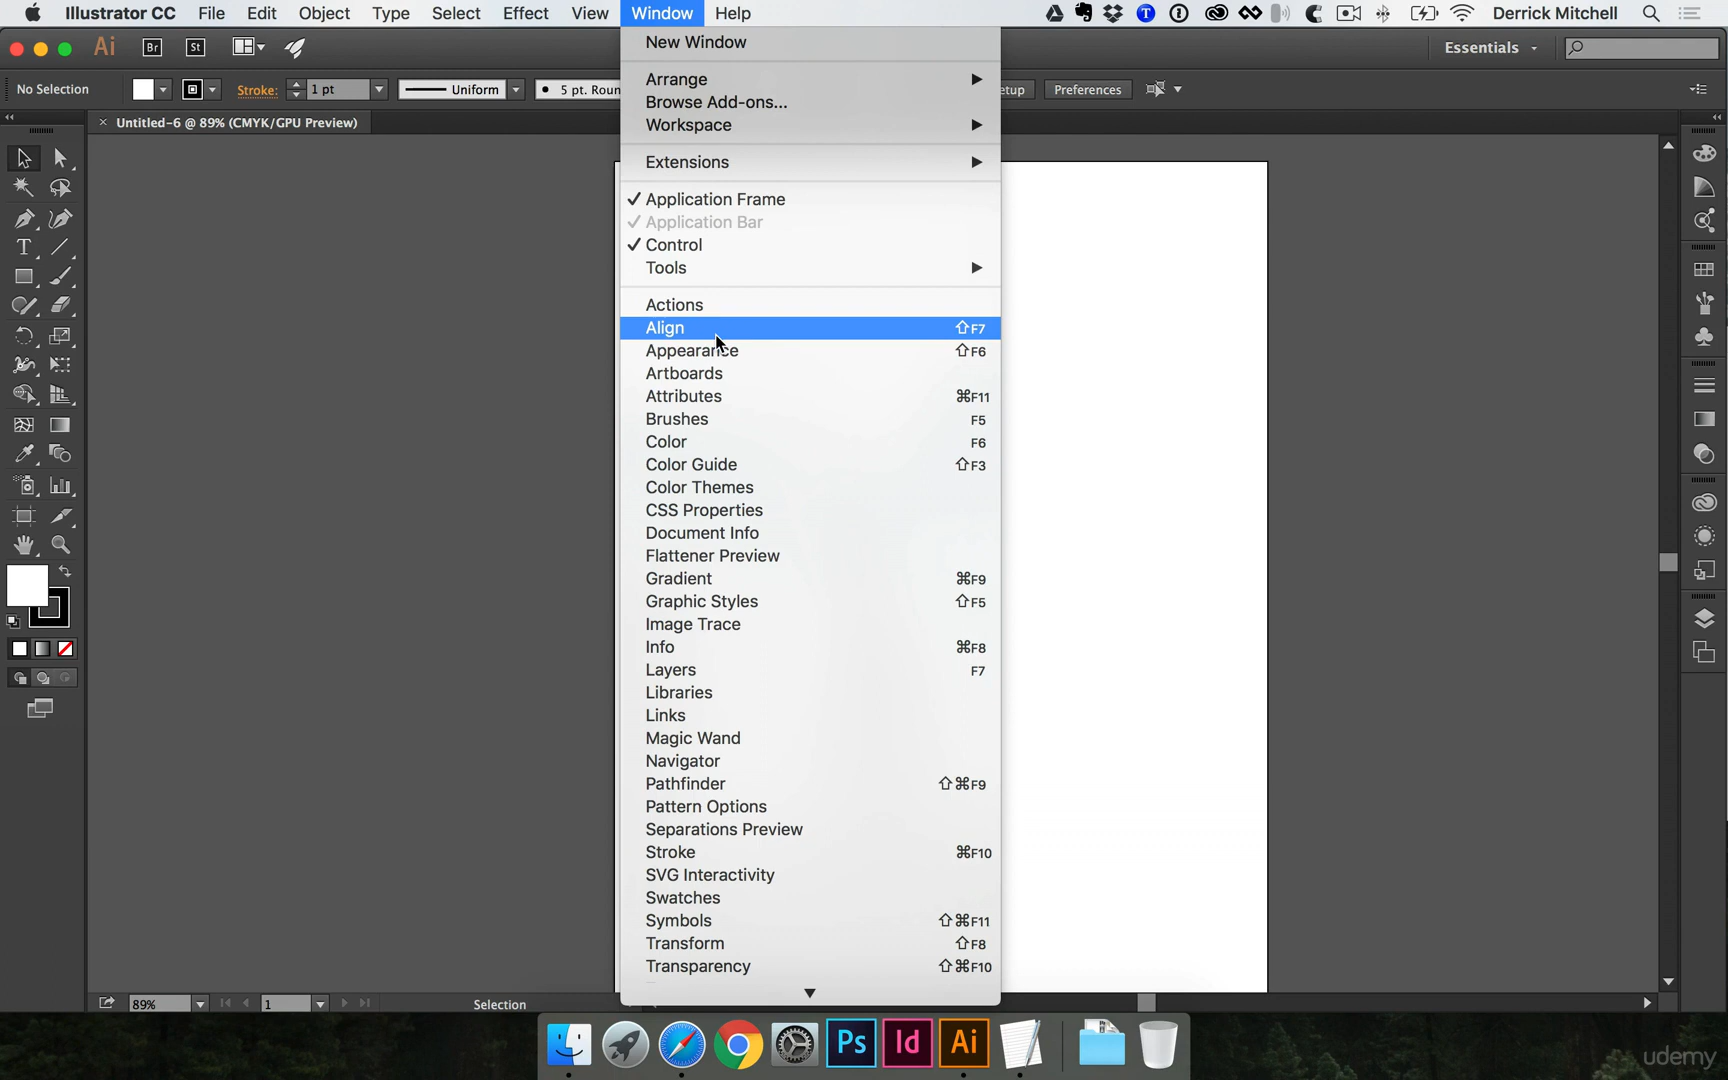 Illustrator CC File Edit Object Type Select Effect View Window Help Derrick Mitchell
Ai Br St Essentials
No Selection Stroke: 1 pt Uniform 5 pt. Roun etup Preferences
Untitled-6 @ 89% (CMYK/GPU Preview)
New Window
Arrange
Browse Add-ons...
Workspace
Extensions
✓ Application Frame
✓ Application Bar
✓ Control
Tools
Actions
Align ⇧F7
Appearance ⇧F6
Artboards
Attributes ⌘F11
Brushes F5
Color F6
Color Guide ⇧F3
Color Themes
CSS Properties
Document Info
Flattener Preview
Gradient ⌘F9
Graphic Styles ⇧F5
Image Trace
Info ⌘F8
Layers F7
Libraries
Links
Magic Wand
Navigator
Pathfinder ⇧⌘F9
Pattern Options
Separations Preview
Stroke ⌘F10
SVG Interactivity
Swatches
Symbols ⇧⌘F11
Transform ⇧F8
Transparency ⇧⌘F10
89% 1 Selection
Ps Id Ai
udemy